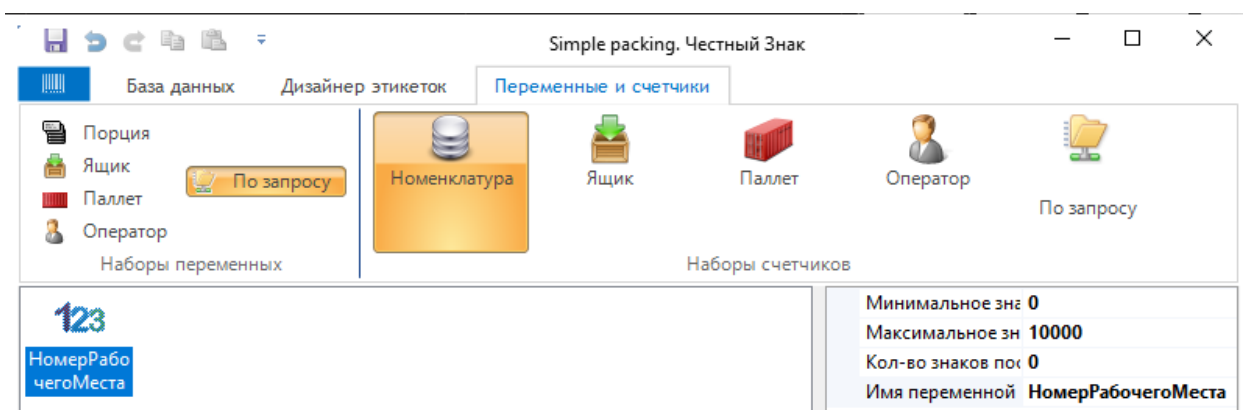 Simple packing. Честный Знак
База данных
Дизайнер этикеток
Переменные и счетчики
Порция
Ящик
Паллет
Оператор
По запросу
Наборы переменных
Номенклатура
Ящик
Паллет
Оператор
По запросу
Наборы счетчиков
123
НомерРабо
чегоМеста
Минимальное зна 0
Максимальное зн 10000
Кол-во знаков пос 0
Имя переменной НомерРабочегоМеста